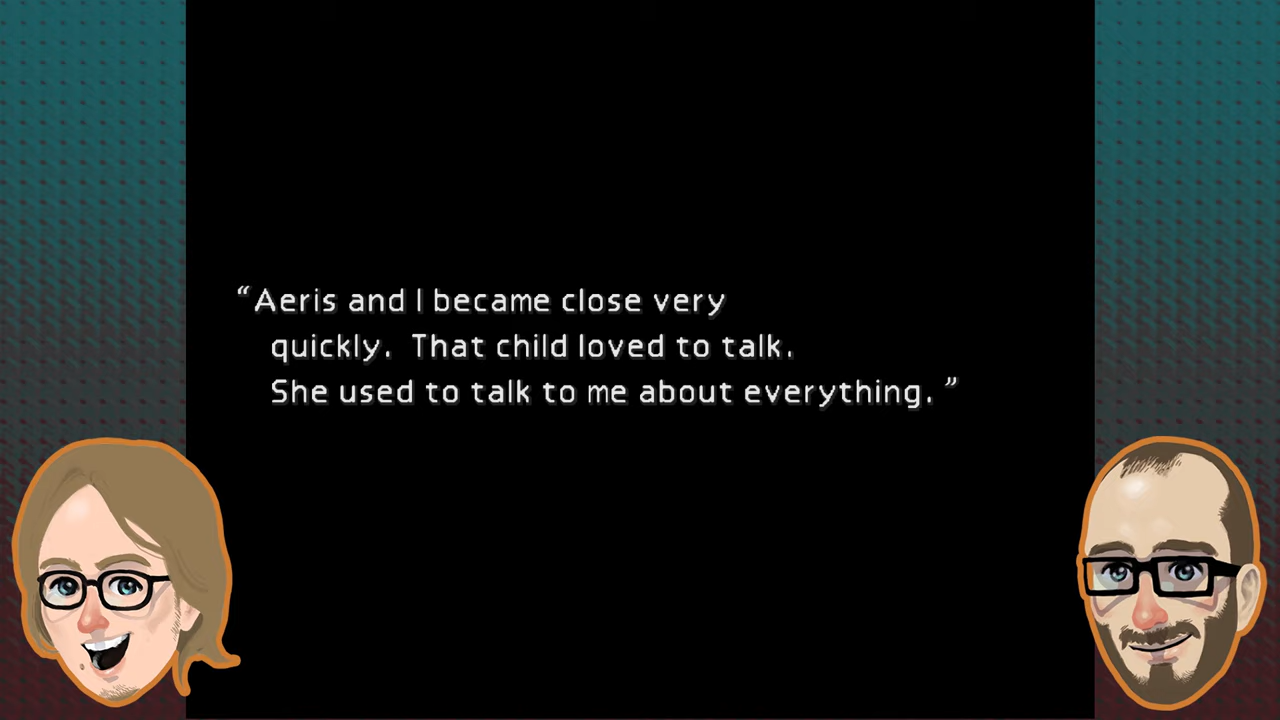 “Aeris and I became close very
quickly. That child loved to talk.
She used to talk to me about everything.”